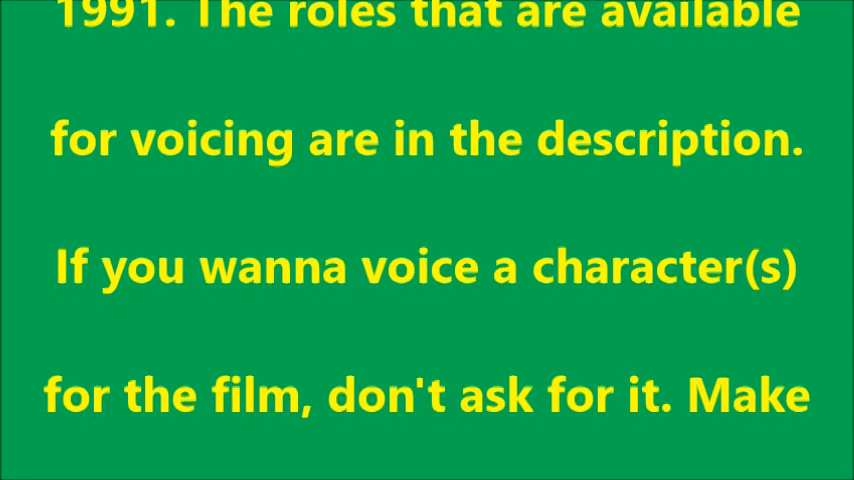 1991. The roles that are available
for voicing are in the description.
If you wanna voice a character(s)
for the film, don't ask for it. Make